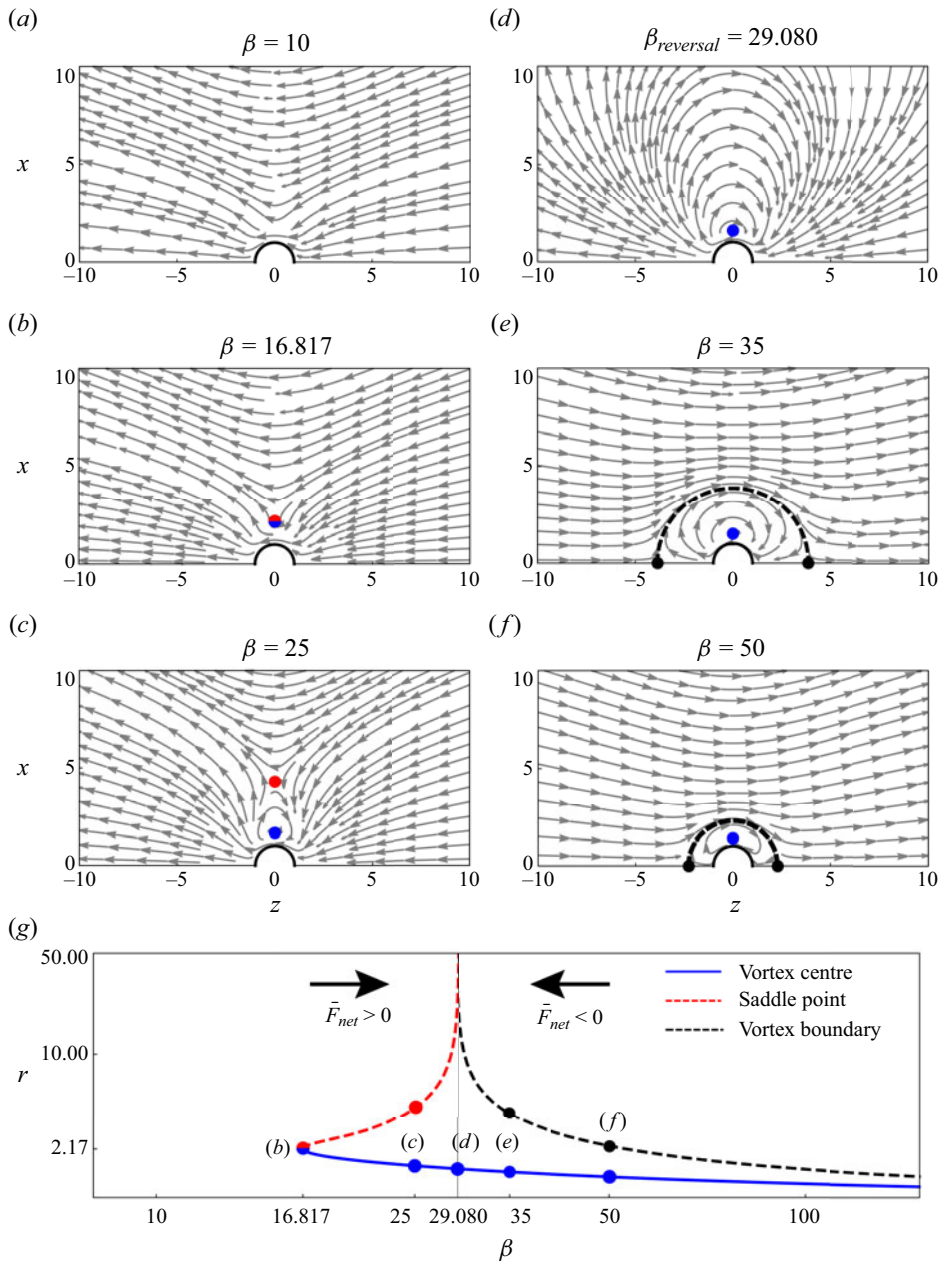 (a)
β = 10
10
x
5
0
−10
−5
0
5
10
(b)
β = 16.817
10
x
5
0
−10
−5
0
5
10
(c)
β = 25
10
x
5
0
−10
−5
0
5
10
z
(d)
β_reversal = 29.080
10
5
0
−10
−5
0
5
10
(e)
β = 35
10
5
0
−10
−5
0
5
10
(f)
β = 50
10
5
0
−10
−5
0
5
10
z
(g)
50.00
10.00
r
2.17
F̄_net > 0
F̄_net < 0
Vortex centre
Saddle point
Vortex boundary
(b)
(c)
(d)
(e)
(f)
10
16.817
25
29.080
35
50
100
β